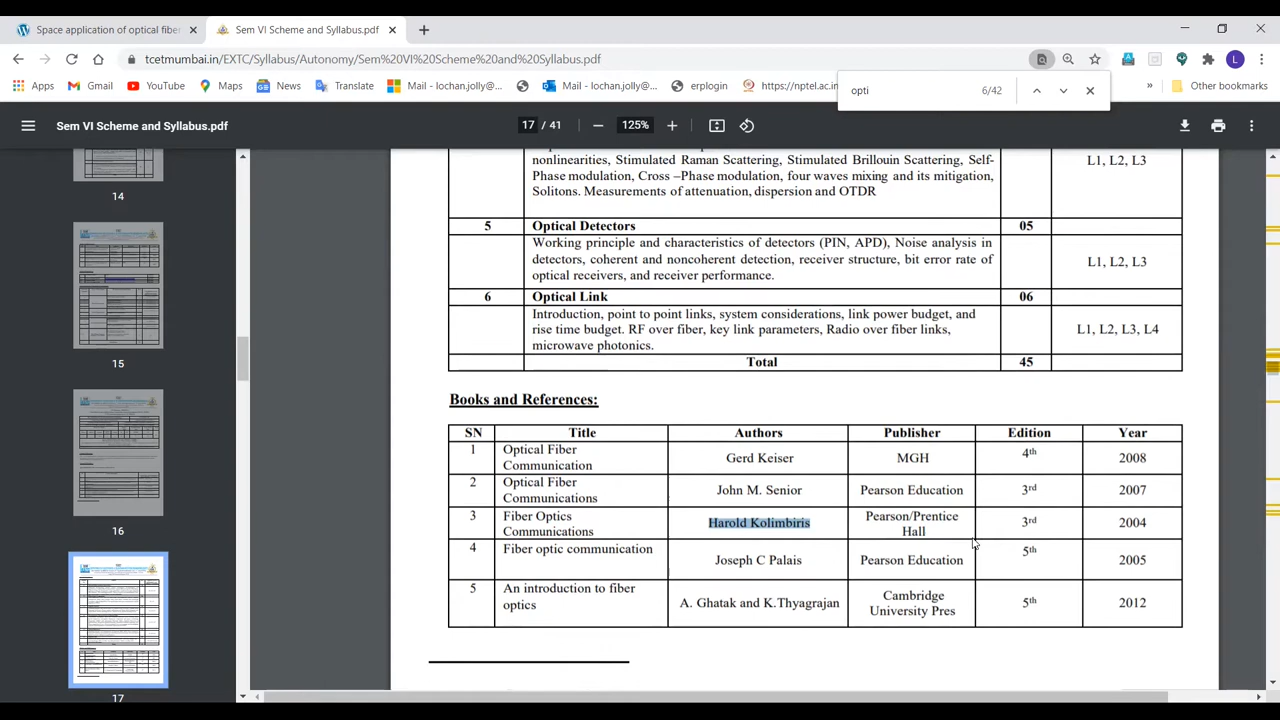 Space application of optical fiber
Sem VI Scheme and Syllabus.pdf
tcetmumbai.in/EXTC/Syllabus/Autonomy/Sem%20VI%20Scheme%20and%20Syllabus.pdf
L
Apps
YouTube
Maps
News
Translate
Mail - lochan.jolly@...
Mail - lochan.jolly@...
erplogin
https://nptel.ac.in
»
Other bookmarks
opti
6/42
Sem VI Scheme and Syllabus.pdf
17 / 41
125%
14
15
16
17
nonlinearities, Stimulated Raman Scattering, Stimulated Brillouin Scattering, Self-
Phase modulation, Cross –Phase modulation, four waves mixing and its mitigation,
Solitons. Measurements of attenuation, dispersion and OTDR
L1, L2, L3
5 Optical Detectors 05
Working principle and characteristics of detectors (PIN, APD), Noise analysis in
detectors, coherent and noncoherent detection, receiver structure, bit error rate of
optical receivers, and receiver performance.
L1, L2, L3
6 Optical Link 06
Introduction, point to point links, system considerations, link power budget, and
rise time budget. RF over fiber, key link parameters, Radio over fiber links,
microwave photonics.
L1, L2, L3, L4
Total 45
Books and References:
SN Title Authors Publisher Edition Year
1 Optical Fiber
Communication
Gerd Keiser MGH 4th 2008
2 Optical Fiber
Communications
John M. Senior Pearson Education 3rd 2007
3 Fiber Optics
Communications
Harold Kolimbiris
Pearson/Prentice
Hall
3rd 2004
4 Fiber optic communication
Joseph C Palais Pearson Education 5th 2005
5 An introduction to fiber
optics
A. Ghatak and K.Thyagrajan
Cambridge
University Pres
5th 2012